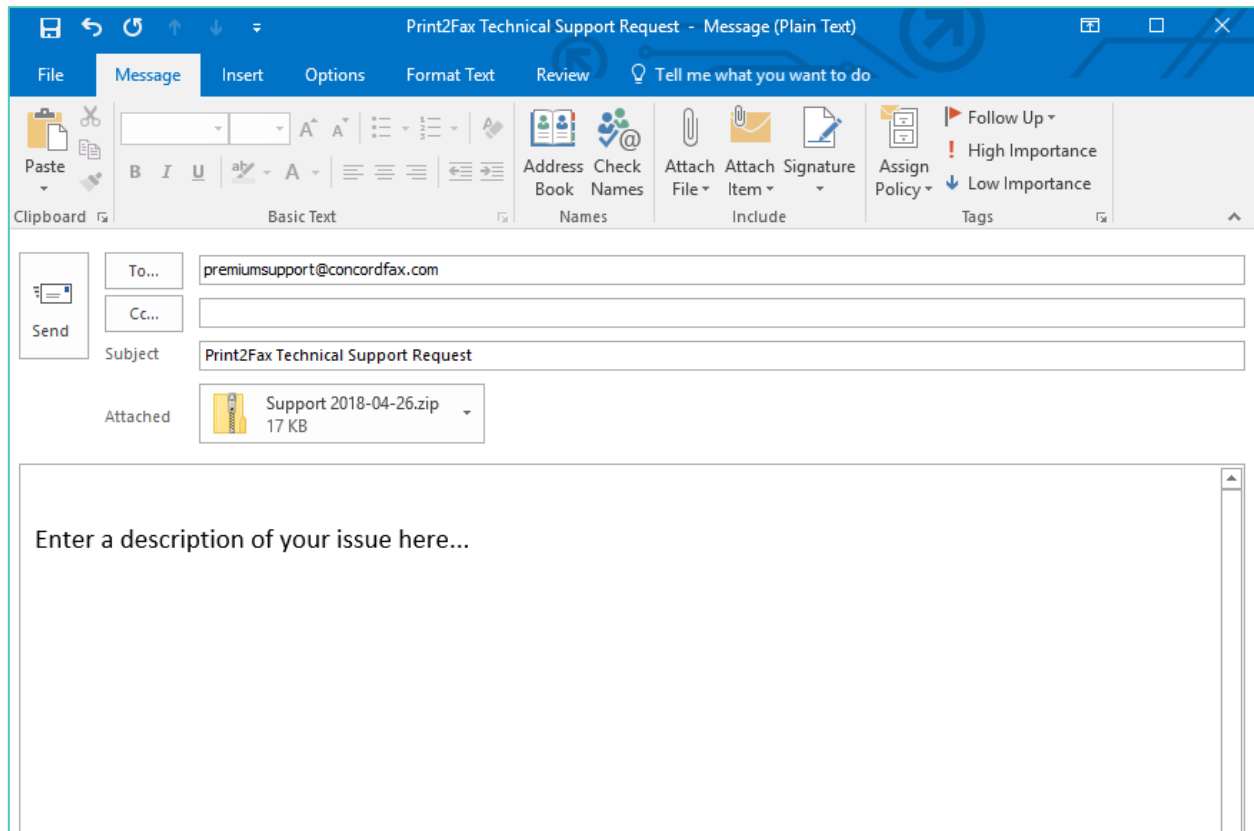 Print2Fax Technical Support Request - Message (Plain Text)
File Message Insert Options Format Text Review Tell me what you want to do
Paste
Clipboard
B I U A
A A
Basic Text
Address Book
Check Names
Names
Attach File
Attach Item
Signature
Include
Assign Policy
Follow Up
High Importance
Low Importance
Tags
Send
To... premiumsupport@concordfax.com
Cc...
Subject Print2Fax Technical Support Request
Attached Support 2018-04-26.zip
17 KB
Enter a description of your issue here...